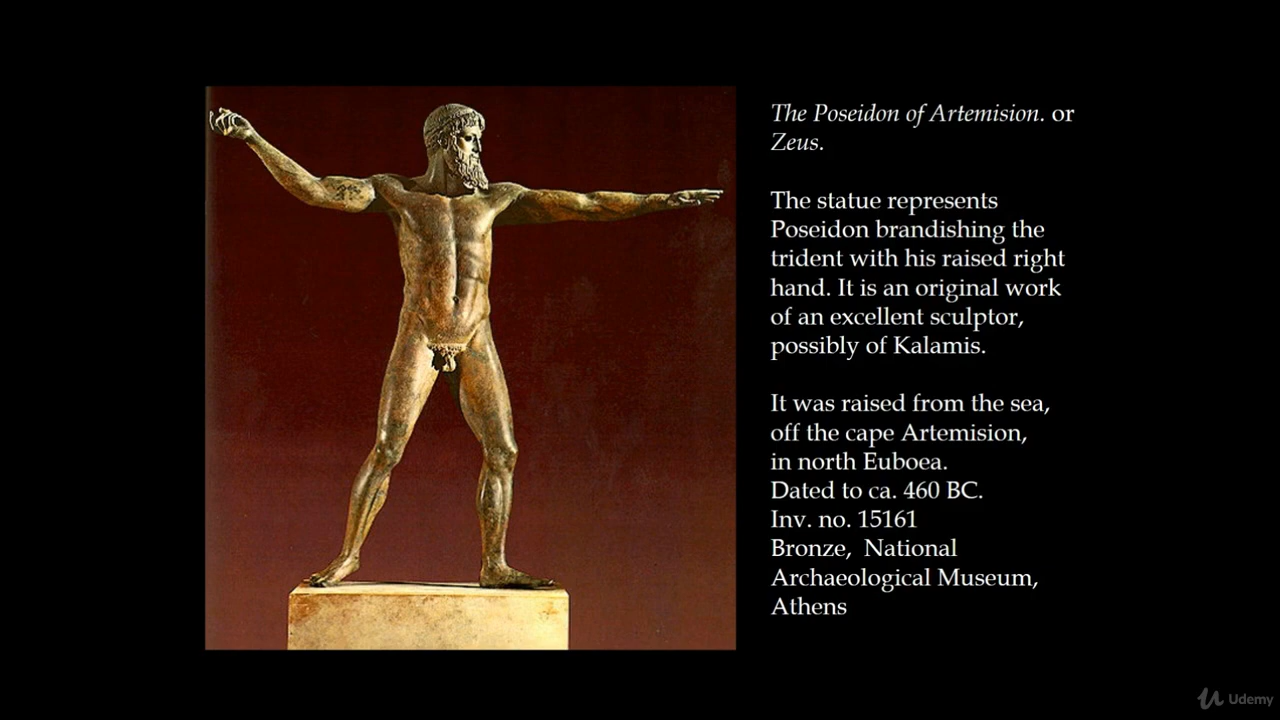 The Poseidon of Artemision. or
Zeus.
The statue represents
Poseidon brandishing the
trident with his raised right
hand. It is an original work
of an excellent sculptor,
possibly of Kalamis.
It was raised from the sea,
off the cape Artemision,
in north Euboea.
Dated to ca. 460 BC.
Inv. no. 15161
Bronze,  National
Archaeological Museum,
Athens
Udemy